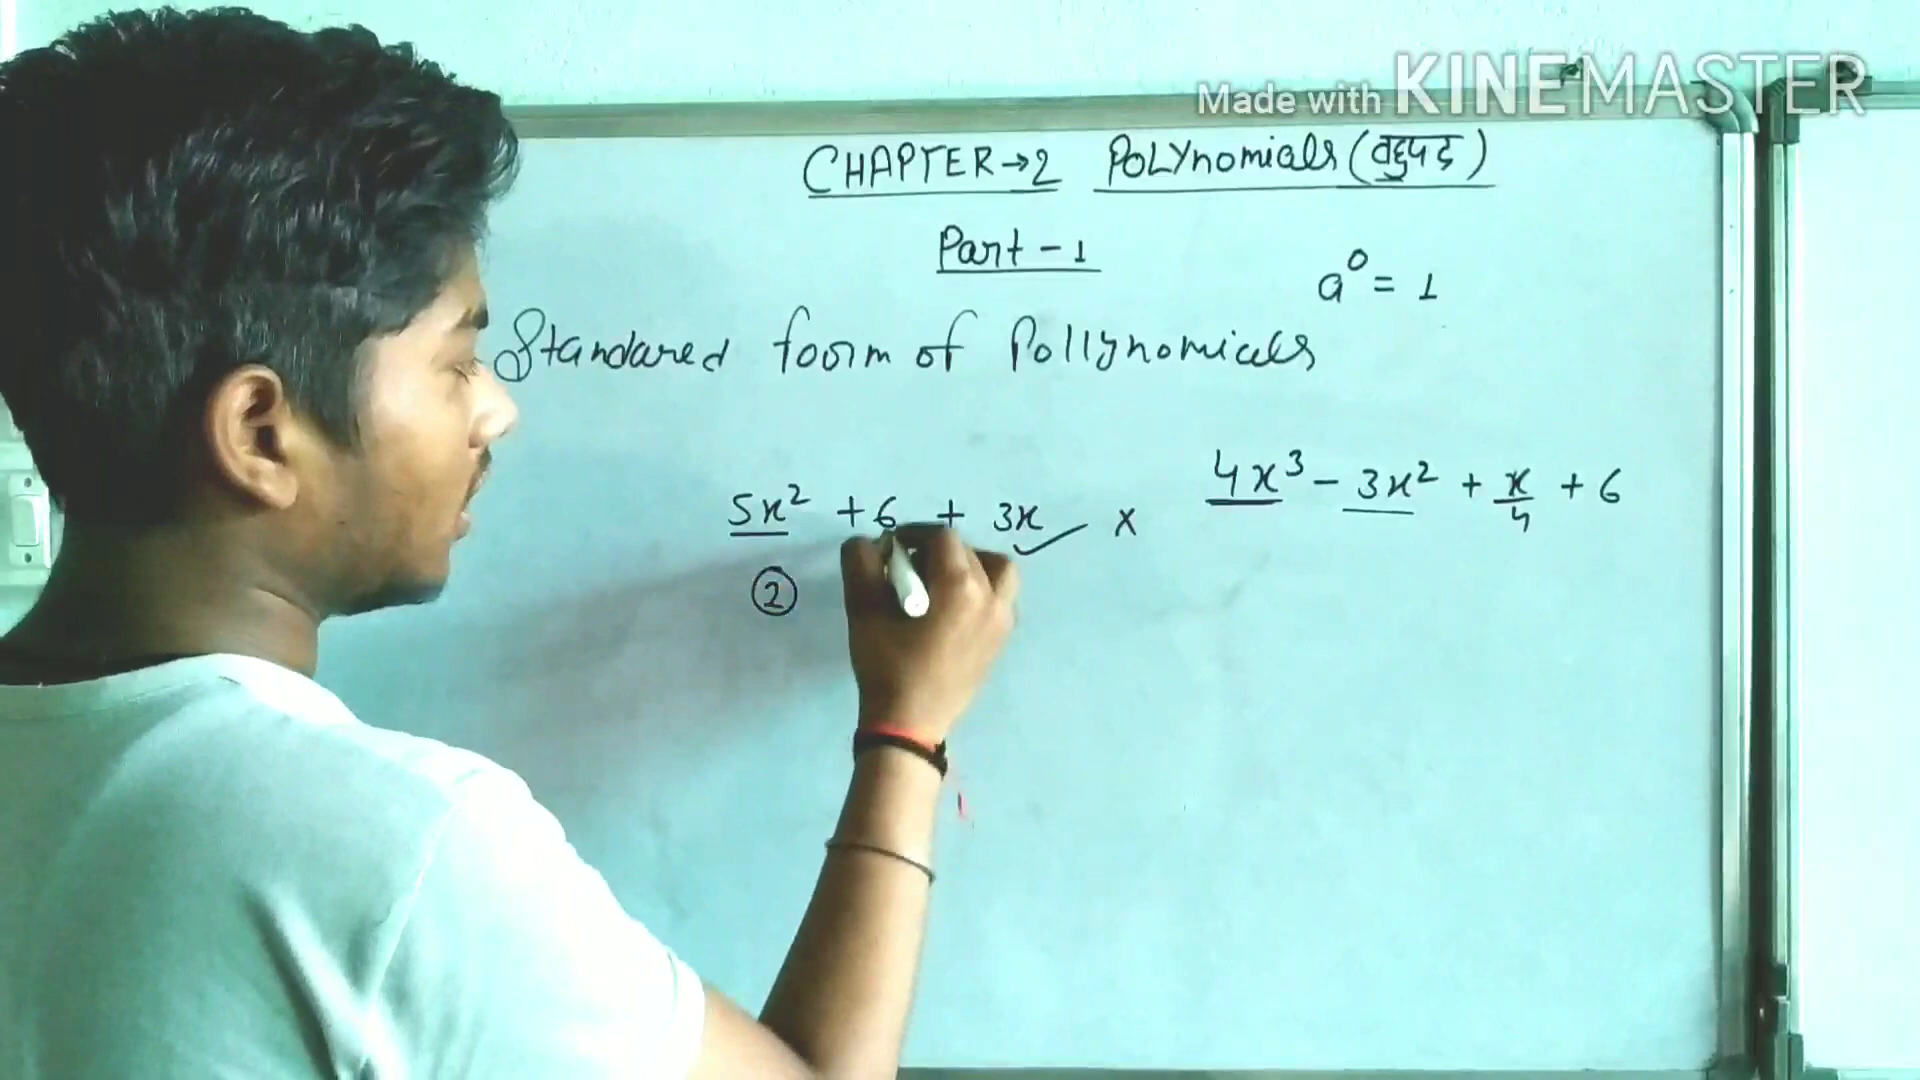 Made with KINEMASTER
CHAPTER→2 POLYnomials (बहुपद)
Part - 1
a⁰ = 1
Standared form of Pollynomials
5x² + 6 + 3x ✓ ×
4x³ - 3x² + x/4 + 6
②